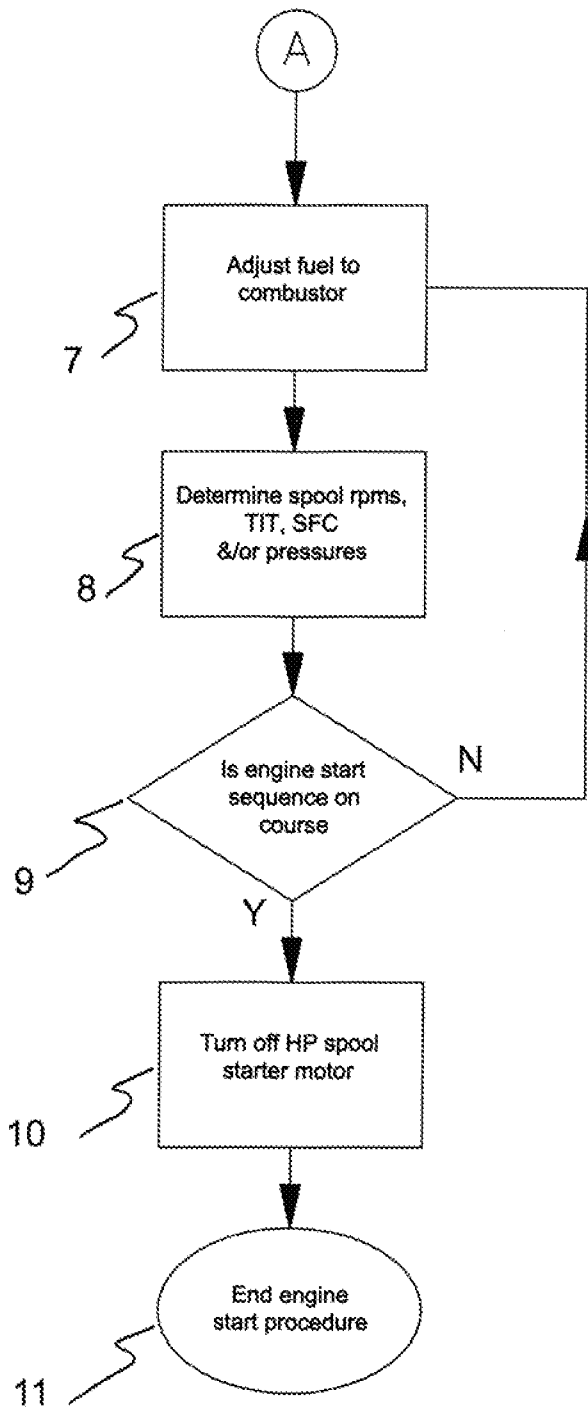 A
Adjust fuel to
combustor
7
Determine spool rpms,
TIT, SFC
&/or pressures
8
Is engine start
sequence on
course
N
9
Y
Turn off HP spool
starter motor
10
End engine
start procedure
11